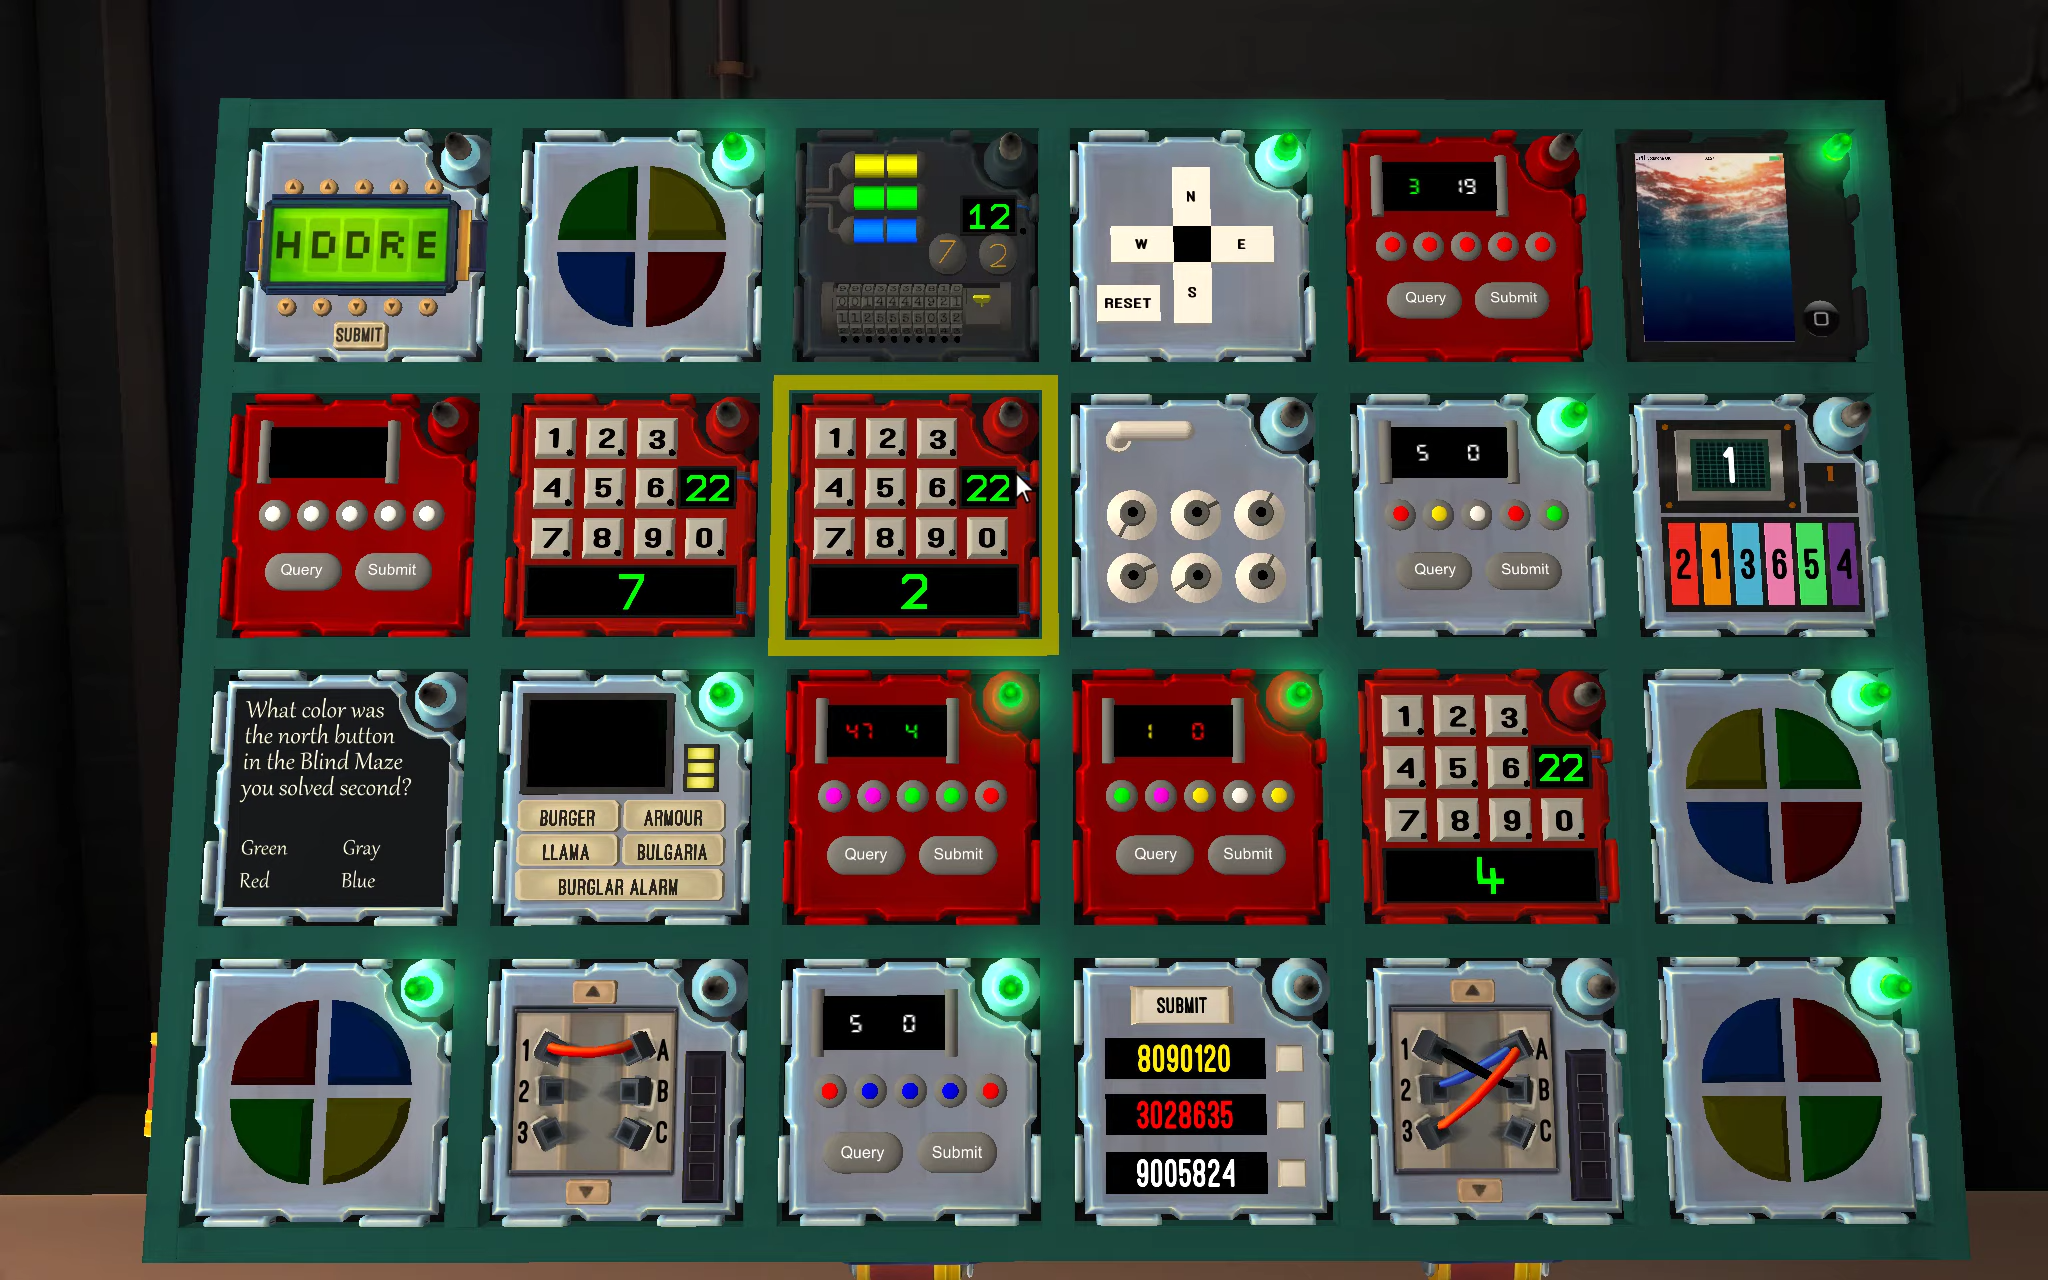 HDDRE
SUBMIT
12
7 2
N
W E
S
RESET
3 19
Query Submit
Query Submit
1 2 3
4 5 6 22
7 8 9 0
7
1 2 3
4 5 6 22
7 8 9 0
2
5 0
Query Submit
1
1
2 1 3 6 5 4
What color was
the north button
in the Blind Maze
you solved second?
Green Gray
Red Blue
BURGER ARMOUR
LLAMA BULGARIA
BURGLAR ALARM
47 4
Query Submit
1 0
Query Submit
1 2 3
4 5 6 22
7 8 9 0
4
1 A
2 B
3 C
5 0
Query Submit
SUBMIT
8090120
3028635
9005824
1 A
2 B
3 C